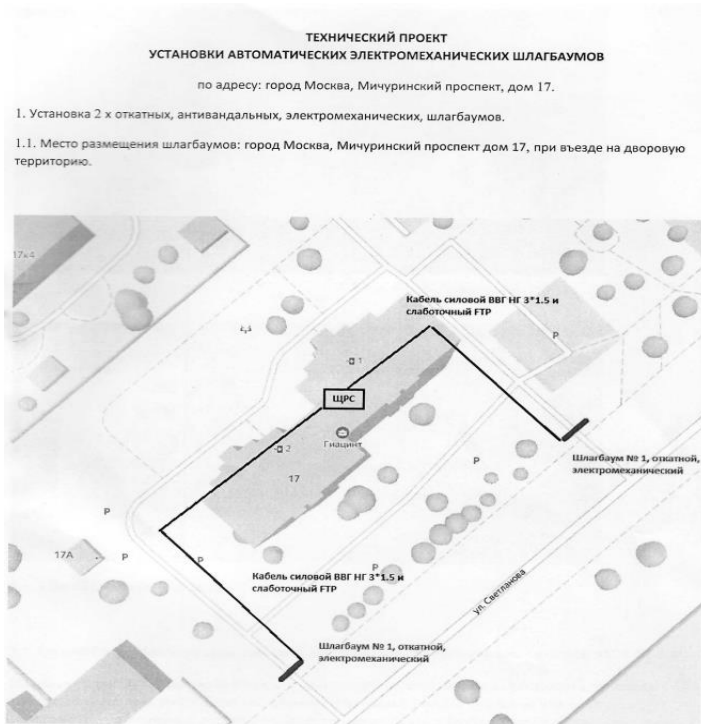 ТЕХНИЧЕСКИЙ ПРОЕКТ
УСТАНОВКИ АВТОМАТИЧЕСКИХ ЭЛЕКТРОМЕХАНИЧЕСКИХ ШЛАГБАУМОВ
по адресу: город Москва, Мичуринский проспект, дом 17.
1. Установка 2 х откатных, антивандальных, электромеханических, шлагбаумов.
1.1. Место размещения шлагбаумов: город Москва, Мичуринский проспект дом 17, при въезде на дворовую
территорию.
17к4
Кабель силовой ВВГ НГ 3*1.5 и
слаботочный FTP
P
1
ЩРС
Гиацинт
2
17
Шлагбаум № 1, откатной,
электромеханический
P
P
17А
P
P
P
Кабель силовой ВВГ НГ 3*1.5 и
слаботочный FTP
ул. Светланова
Шлагбаум № 1, откатной,
электромеханический